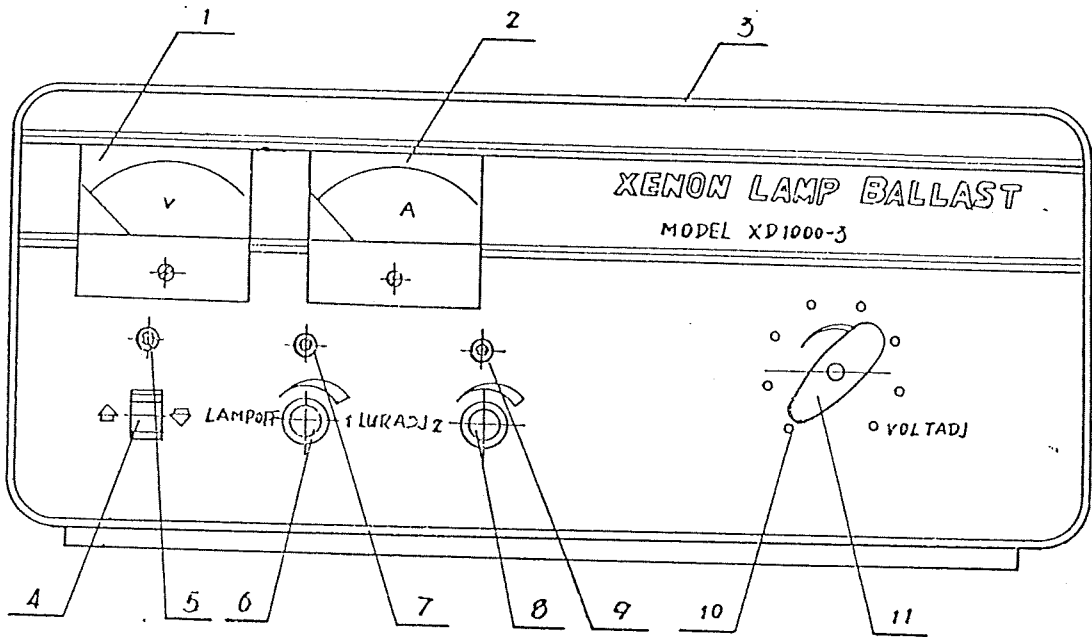 1 2 3
V A
XENON LAMP BALLAST
MODEL XD1000-3
LAMPOFF 1 LUKADJ 2
VOLTADJ
4 5 6 7 8 9 10 11